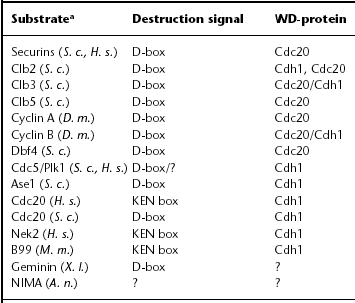 Substrateª Destruction signal WD-protein
Securins (S. c., H. s.) D-box Cdc20
Clb2 (S. c.) D-box Cdh1, Cdc20
Clb3 (S. c.) D-box Cdc20/Cdh1
Clb5 (S. c.) D-box Cdc20
Cyclin A (D. m.) D-box Cdc20
Cyclin B (D. m.) D-box Cdc20/Cdh1
Dbf4 (S. c.) D-box Cdc20
Cdc5/Plk1 (S. c., H. s.) D-box/? Cdh1
Ase1 (S. c.) D-box Cdh1
Cdc20 (H. s.) KEN box Cdh1
Cdc20 (S. c.) D-box Cdh1
Nek2 (H. s.) KEN box Cdh1
B99 (M. m.) KEN box Cdh1
Geminin (X. l.) D-box ?
NIMA (A. n.) ? ?